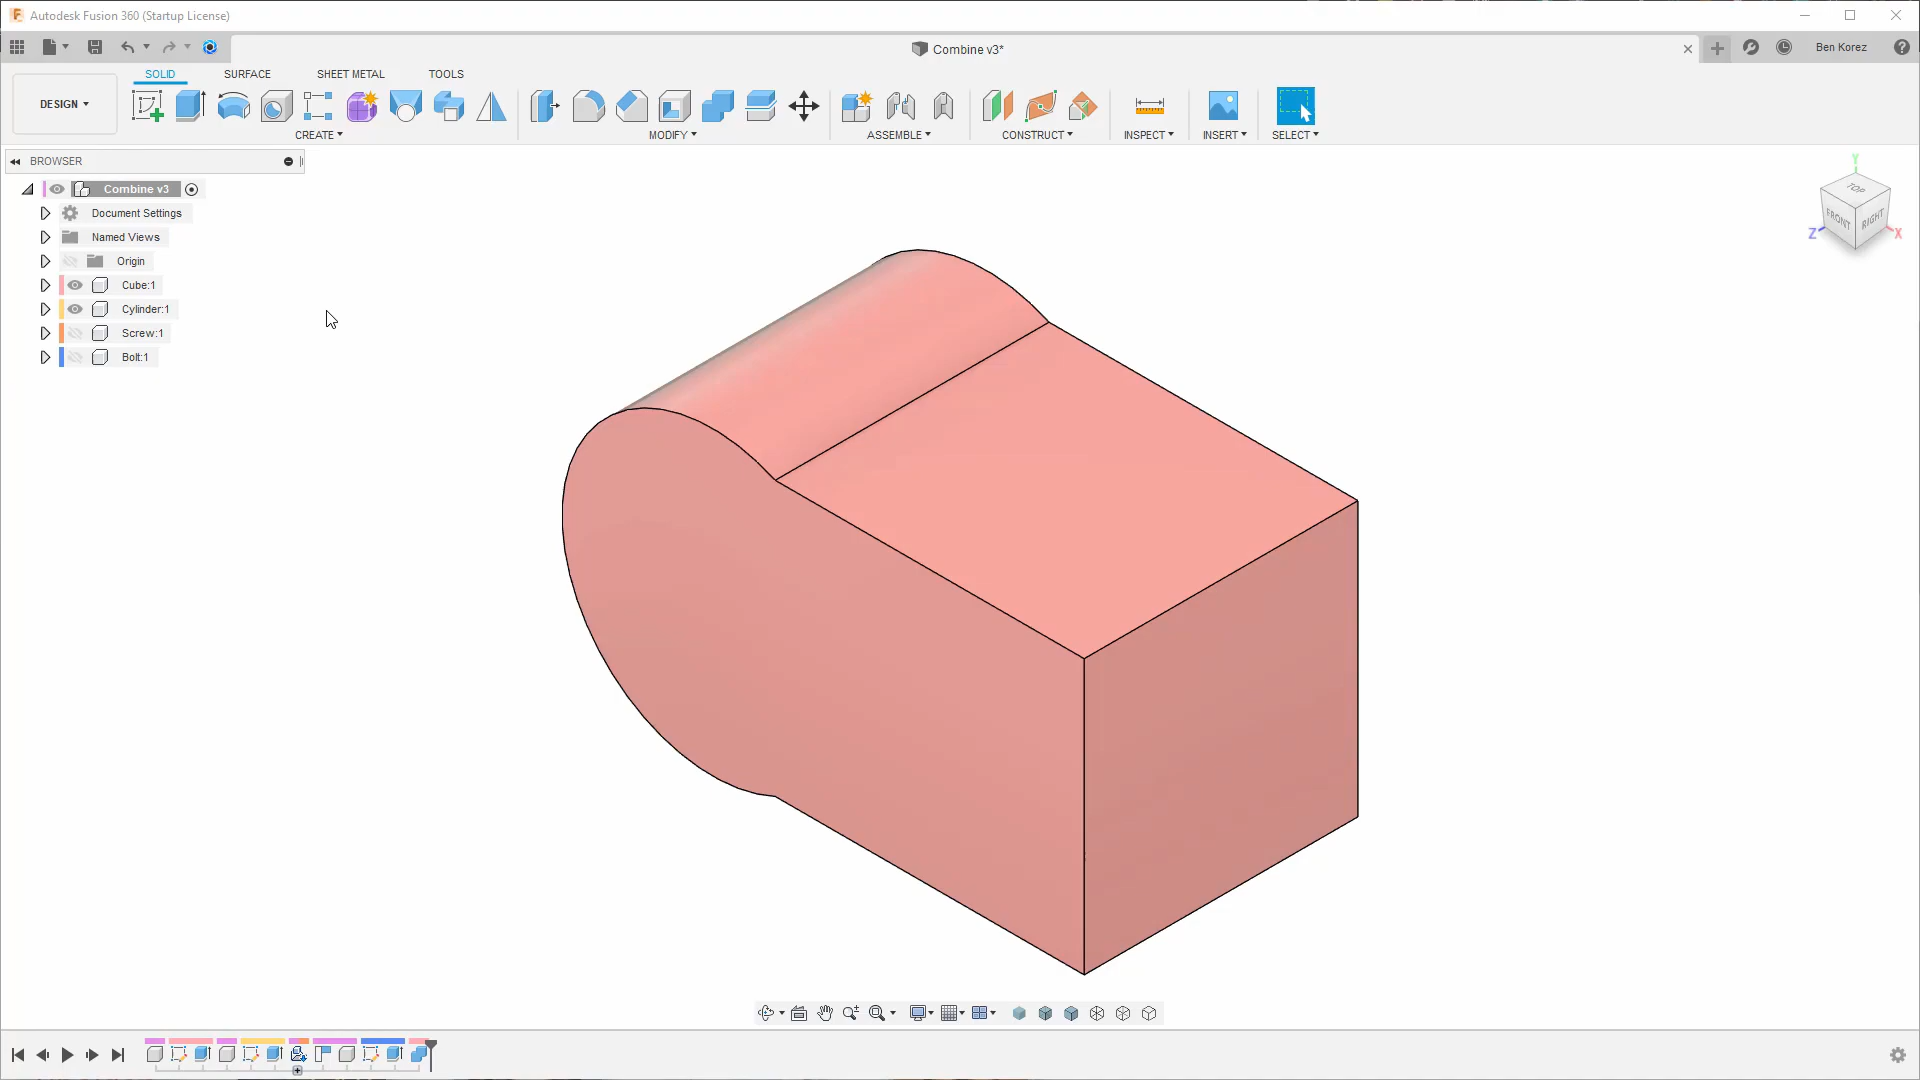 Autodesk Fusion 360 (Startup License)
Combine v3*
Ben Korez
SOLID SURFACE SHEET METAL TOOLS
DESIGN
CREATE MODIFY ASSEMBLE CONSTRUCT INSPECT INSERT SELECT
BROWSER
Combine v3
Document Settings
Named Views
Origin
Cube:1
Cylinder:1
Screw:1
Bolt:1
Y
TOP
FRONT
RIGHT
Z
X